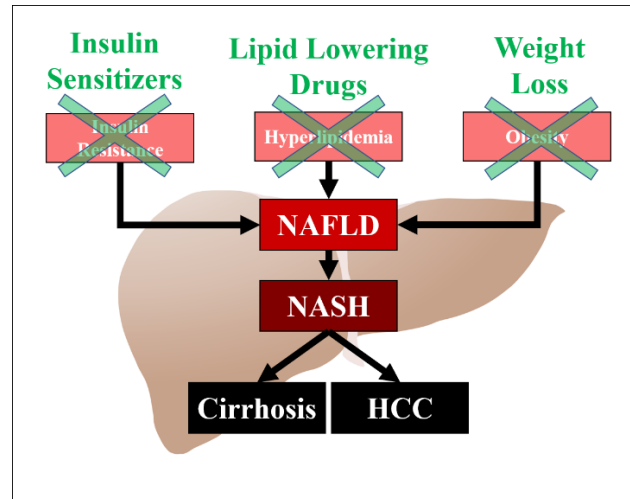 Insulin
Sensitizers
Lipid Lowering
Drugs
Weight
Loss
Insulin
Resistance
Hyperlipidemia
Obesity
NAFLD
NASH
Cirrhosis
HCC